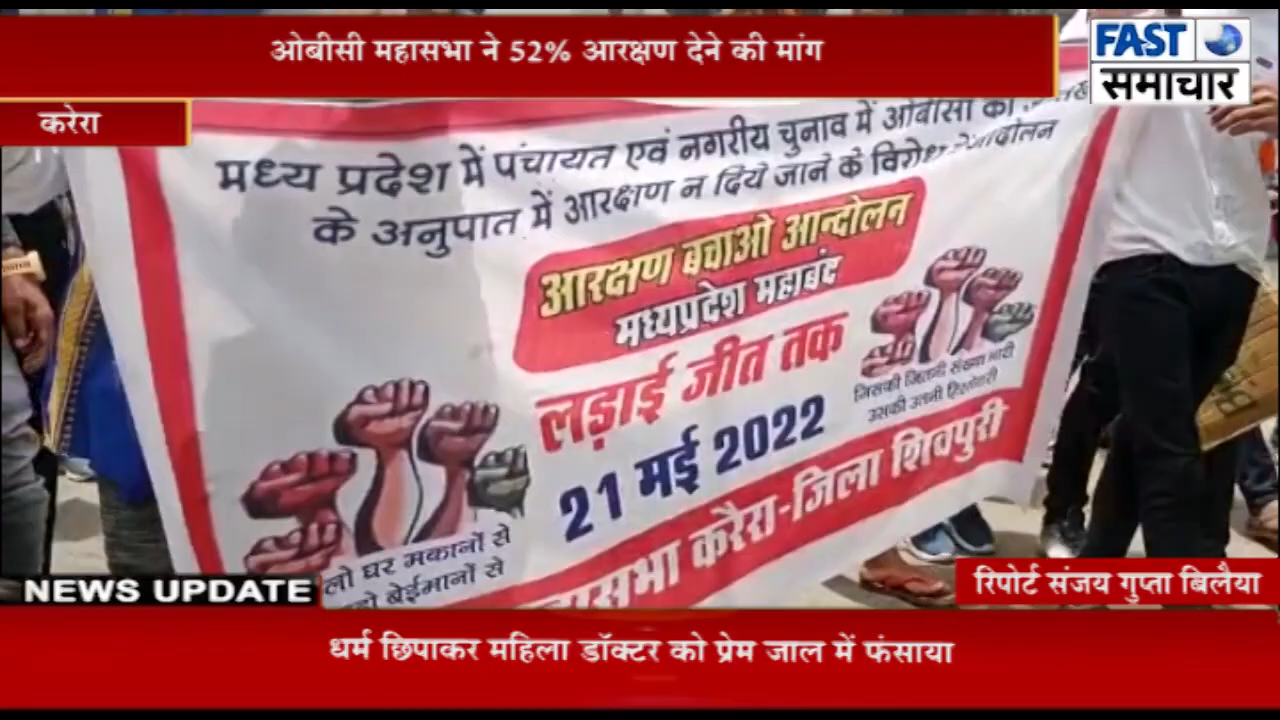 ओबीसी महासभा ने 52% आरक्षण देने की मांग
FAST
समाचार
करेरा
मध्य प्रदेश में पंचायत एवं नगरीय चुनाव में ओबीसी को
के अनुपात में आरक्षण न दिये जाने के विरोध
आरक्षण बचाओ आन्दोलन
मध्यप्रदेश महाबंद
लड़ाई जीत तक
21 मई 2022
जिसकी जितनी संख्या भारी
उसकी उतनी हिस्सेदारी
घर मकानों से
बेईमानों से
करैरा-जिला शिवपुरी
NEWS UPDATE
रिपोर्ट संजय गुप्ता बिलैया
धर्म छिपाकर महिला डॉक्टर को प्रेम जाल में फंसाया